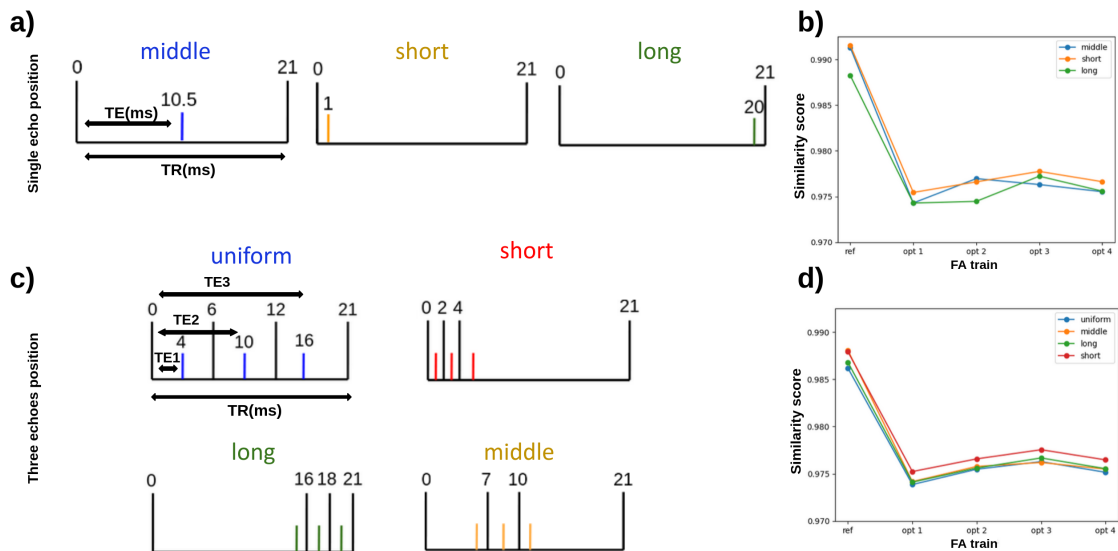 a)
Single echo position
middle
0
21
10.5
TE(ms)
TR(ms)
short
0
21
1
long
0
21
20
b)
Similarity score
0.990
0.985
0.980
0.975
0.970
middle
short
long
ref opt 1 opt 2 opt 3 opt 4
FA train
c)
Three echoes position
uniform
TE3
0 6 12 21
TE2
4 10 16
TE1
TR(ms)
short
0 2 4 21
long
0 16 18 21
middle
0 7 10 21
d)
Similarity score
0.990
0.985
0.980
0.975
0.970
uniform
middle
long
short
ref opt 1 opt 2 opt 3 opt 4
FA train